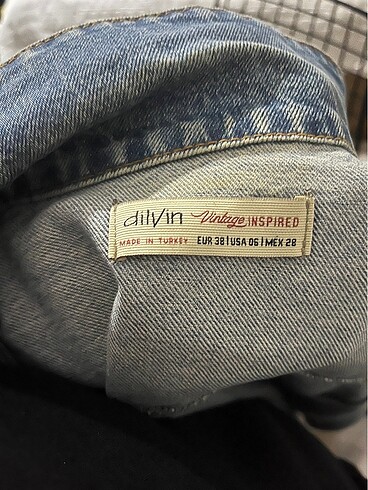 dilvin Vintage INSPIRED
MADE IN TURKEY EUR 38 | USA 06 | MEX 28